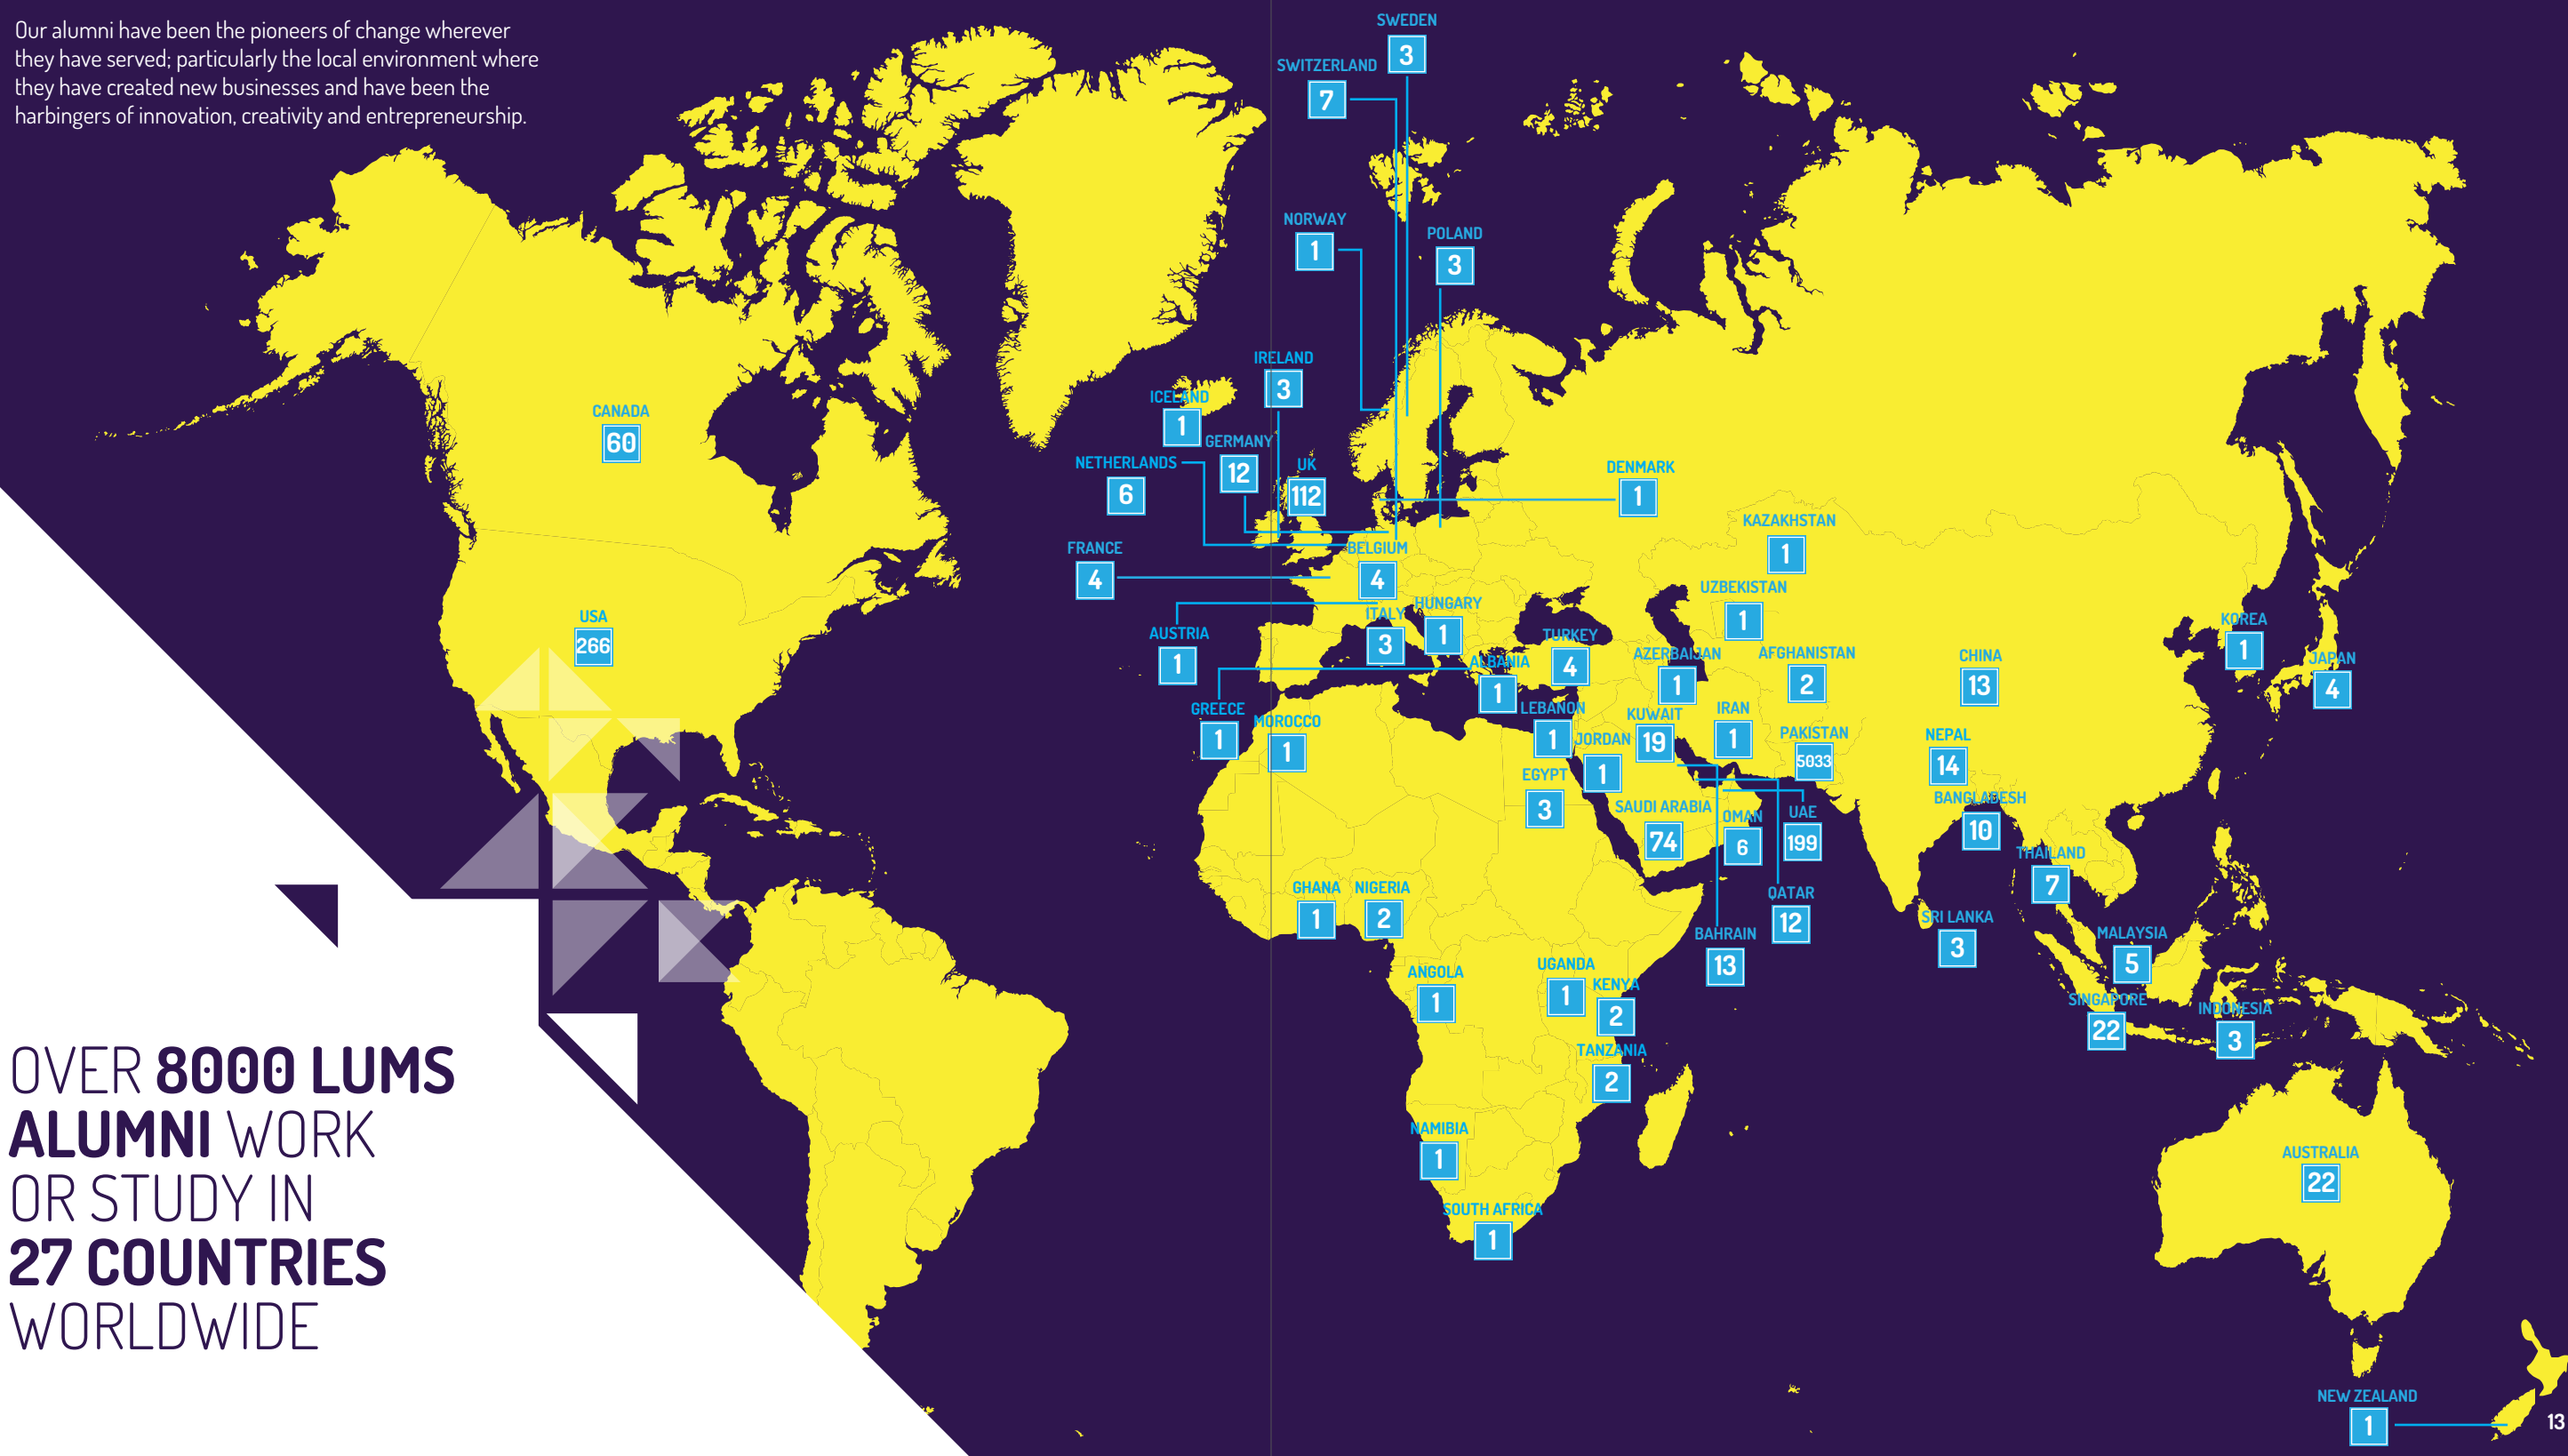 Our alumni have been the pioneers of change wherever
they have served; particularly the local environment where
they have created new businesses and have been the
harbingers of innovation, creativity and entrepreneurship.
SWEDEN
3
SWITZERLAND
7
NORWAY
1
POLAND
3
IRELAND
3
ICELAND
1
CANADA
60
GERMANY
12
NETHERLANDS
6
UK
112
DENMARK
1
KAZAKHSTAN
1
FRANCE
4
BELGIUM
4
UZBEKISTAN
1
USA
266
AUSTRIA
1
ITALY
3
HUNGARY
1
TURKEY
4
ALBANIA
1
AZERBAIJAN
1
AFGHANISTAN
2
CHINA
13
KOREA
1
JAPAN
4
GREECE
1
MOROCCO
1
LEBANON
1
JORDAN
1
KUWAIT
19
IRAN
1
PAKISTAN
5033
NEPAL
14
EGYPT
3
SAUDI ARABIA
74
OMAN
6
UAE
199
BANGLADESH
10
THAILAND
7
GHANA
1
NIGERIA
2
QATAR
12
BAHRAIN
13
SRI LANKA
3
MALAYSIA
5
ANGOLA
1
UGANDA
1
KENYA
2
SINGAPORE
22
INDONESIA
3
TANZANIA
2
NAMIBIA
1
SOUTH AFRICA
1
AUSTRALIA
22
NEW ZEALAND
1
OVER 8000 LUMS
ALUMNI WORK
OR STUDY IN
27 COUNTRIES
WORLDWIDE
13